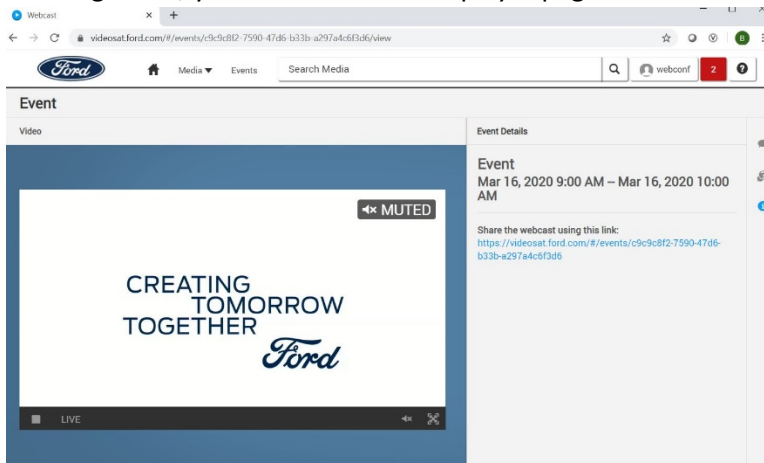 Webcast
videosat.ford.com/#/events/c9c9c8f2-7590-47d6-b33b-a297a4c6f3d6/view
B
Ford Media Events Search Media webconf 2 ?
Event
Video
Event Details
MUTED
CREATING
TOMORROW
TOGETHER
Ford
LIVE
Event
Mar 16, 2020 9:00 AM – Mar 16, 2020 10:00
AM
Share the webcast using this link:
https://videosat.ford.com/#/events/c9c9c8f2-7590-47d6-
b33b-a297a4c6f3d6